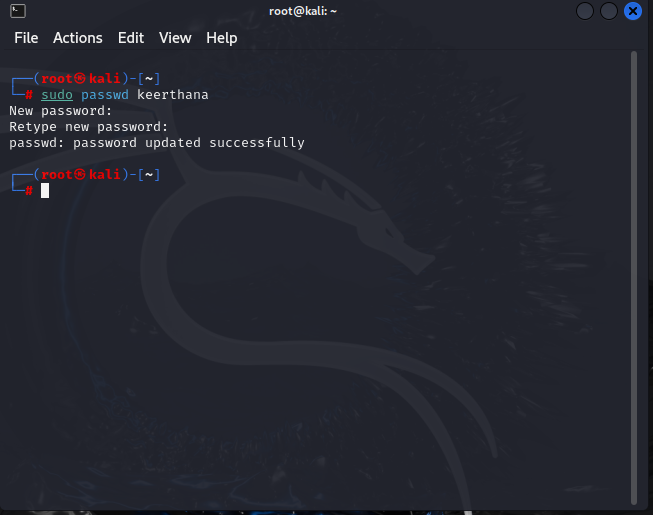 root@kali: ~
File Actions Edit View Help
┌──(root㉿kali)-[~]
└─# sudo passwd keerthana
New password:
Retype new password:
passwd: password updated successfully
┌──(root㉿kali)-[~]
└─#